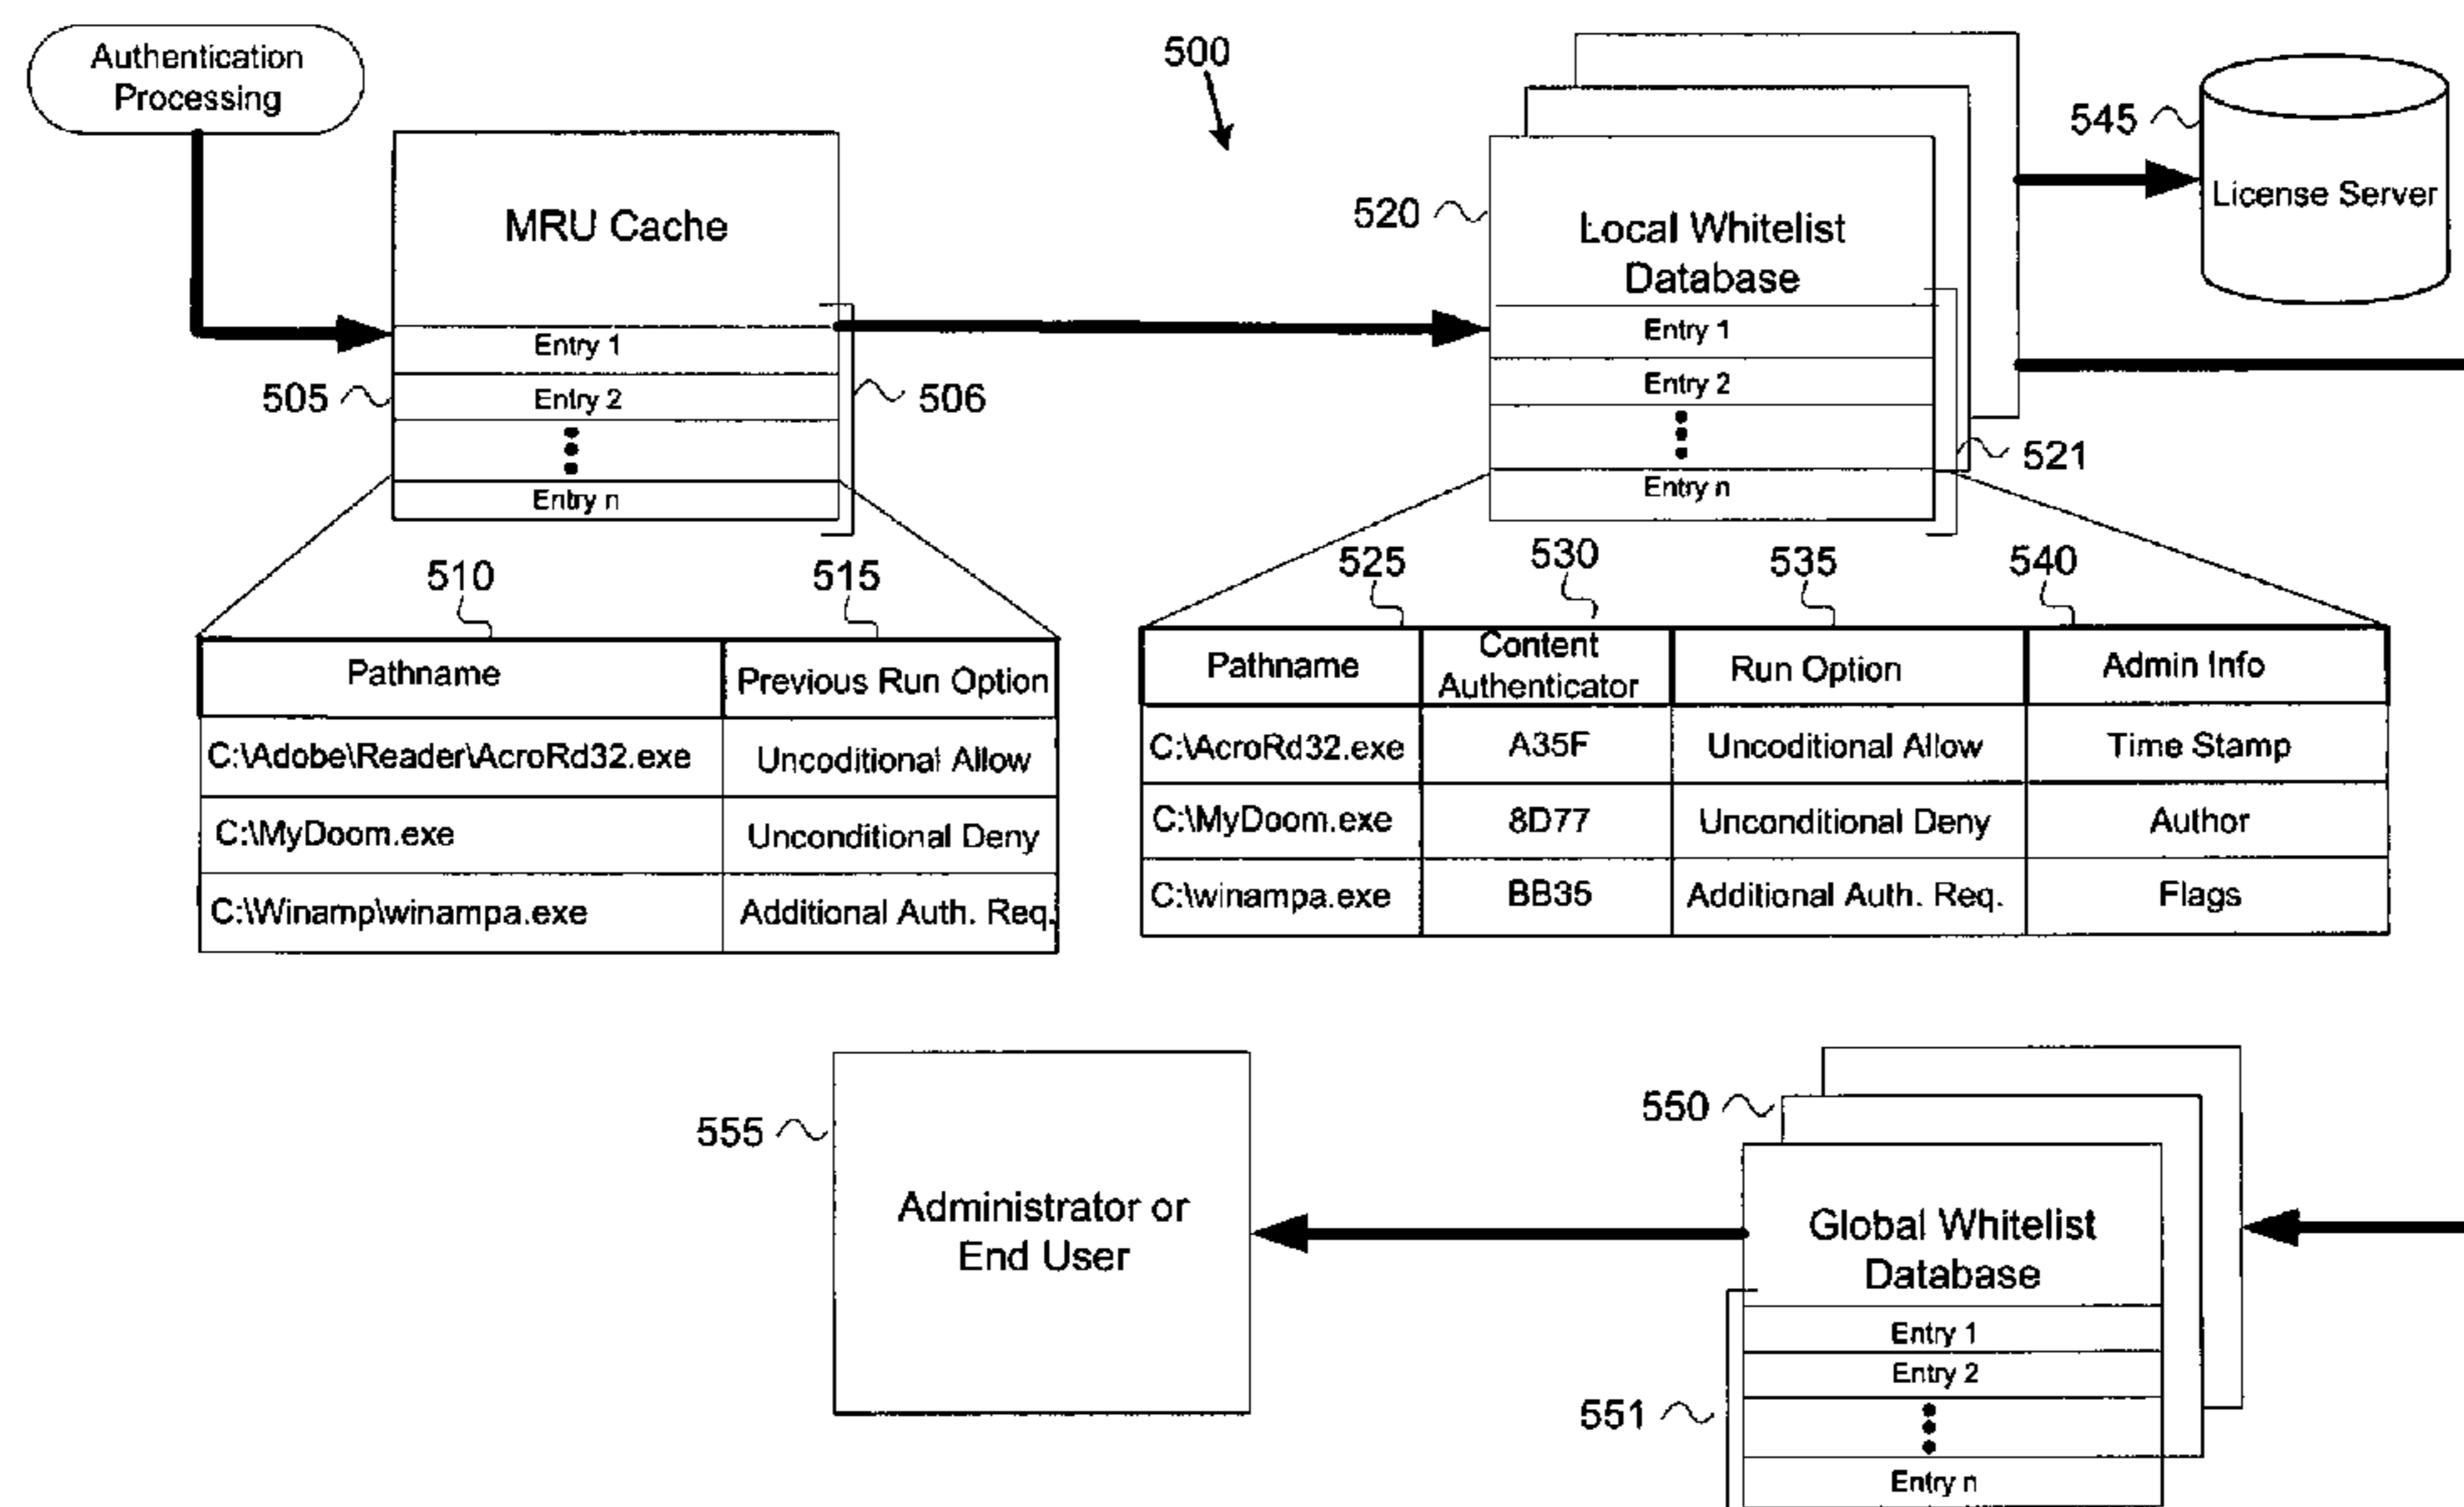 Authentication
Processing
500
545
License Server
MRU Cache
520
Local Whitelist
Database
Entry 1
Entry 2
Entry n
505
506
Entry 1
Entry 2
Entry n
521
510
515
525
530
535
540
Pathname
Previous Run Option
C:\Adobe\Reader\AcroRd32.exe
Uncoditional Allow
C:\MyDoom.exe
Unconditional Deny
C:\Winamp\winampa.exe
Additional Auth. Req.
Pathname
Content
Authenticator
Run Option
Admin Info
C:\AcroRd32.exe
A35F
Uncoditional Allow
Time Stamp
C:\MyDoom.exe
8D77
Unconditional Deny
Author
C:\winampa.exe
BB35
Additional Auth. Req.
Flags
555
Administrator or
End User
550
Global Whitelist
Database
Entry 1
Entry 2
Entry n
551